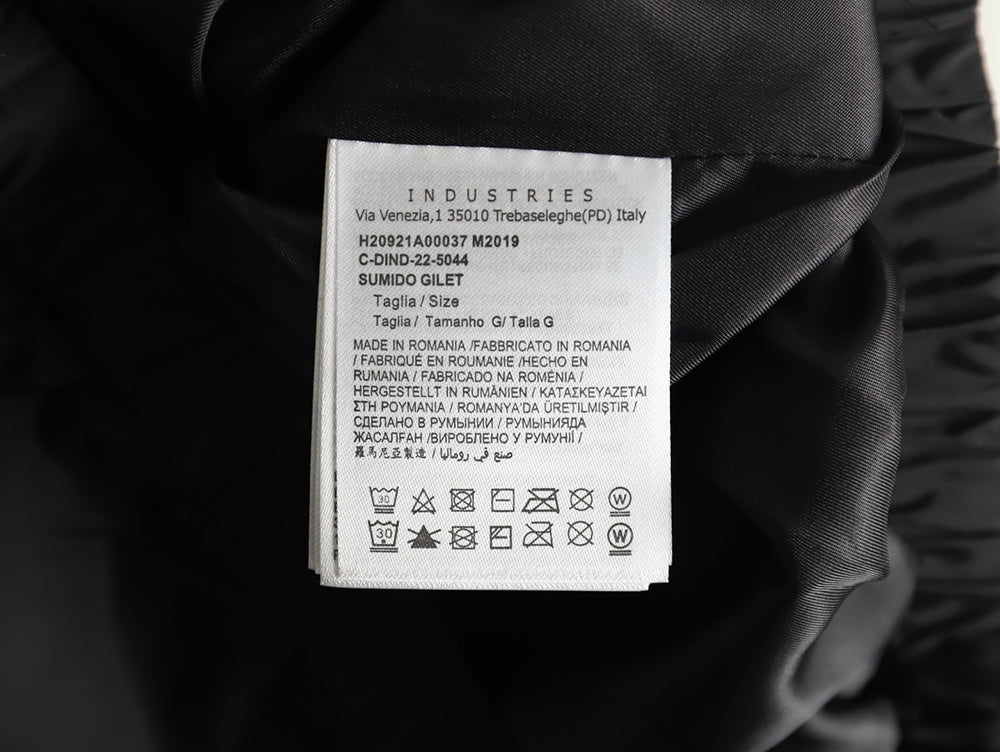 INDUSTRIES
Via Venezia,1 35010 Trebaseleghe(PD) Italy
H20921A00037 M2019
C-DIND-22-5044
SUMIDO GILET
Taglia / Size
Taglia / Tamanho G/ Talla G
MADE IN ROMANIA /FABBRICATO IN ROMANIA
/ FABRIQUÉ EN ROUMANIE /HECHO EN
RUMANIA / FABRICADO NA ROMÉNIA /
HERGESTELLT IN RUMÄNIEN / ΚΑΤΑΣΚΕΥΑΖΕΤΑΙ
ΣΤΗ ΡΟΥΜΑΝΙΑ / ROMANYA'DA ÜRETILMIŞTIR /
СДЕЛАНО В РУМЫНИИ / РУМЫНИЯДА
ЖАСАЛҒАН /ВИРОБЛЕНО У РУМУНІЇ /
羅馬尼亞製造 / صنع في رومانيا
30 W
30 W